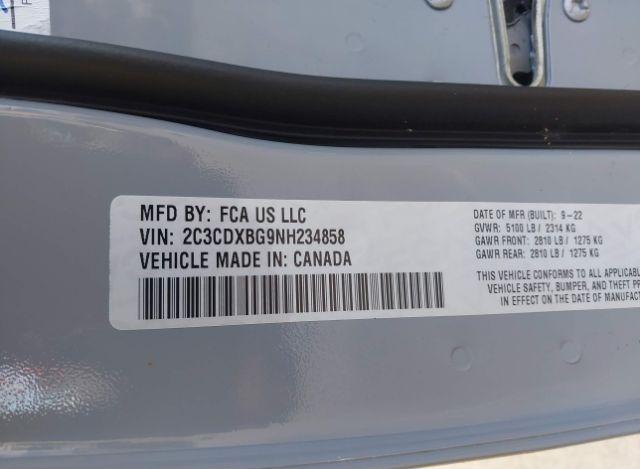 MFD BY: FCA US LLC
VIN: 2C3CDXBG9NH234858
VEHICLE MADE IN: CANADA
DATE OF MFR (BUILT): 9-22
GVWR: 5100 LB / 2314 KG
GAWR FRONT: 2810 LB / 1275 KG
GAWR REAR: 2810 LB / 1275 KG
THIS VEHICLE CONFORMS TO ALL APPLICABL
VEHICLE SAFETY, BUMPER, AND THEFT P
IN EFFECT ON THE DATE OF MANUFACTUR